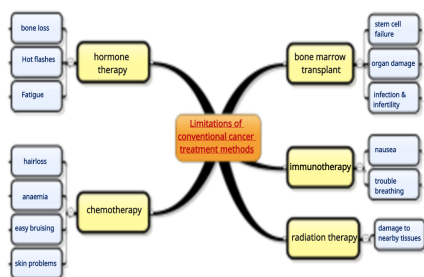 Limitations of
conventional cancer
treatment methods
hormone
therapy
bone loss
Hot flashes
Fatigue
chemotherapy
hairloss
anaemia
easy bruising
skin problems
bone marrow
transplant
stem cell
failure
organ damage
infection &
infertility
immunotherapy
nausea
trouble
breathing
radiation therapy
damage to
nearby tissues